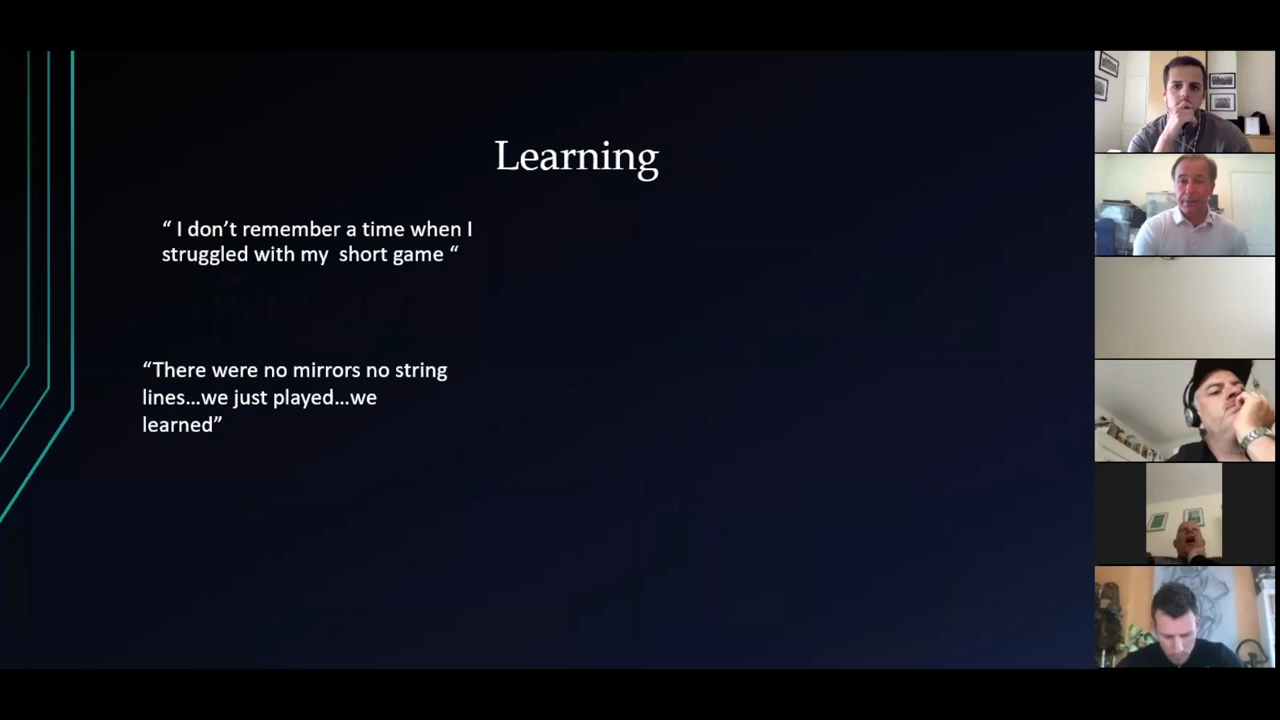 Learning
“ I don’t remember a time when I
struggled with my  short game “
“There were no mirrors no string
lines…we just played…we
learned”